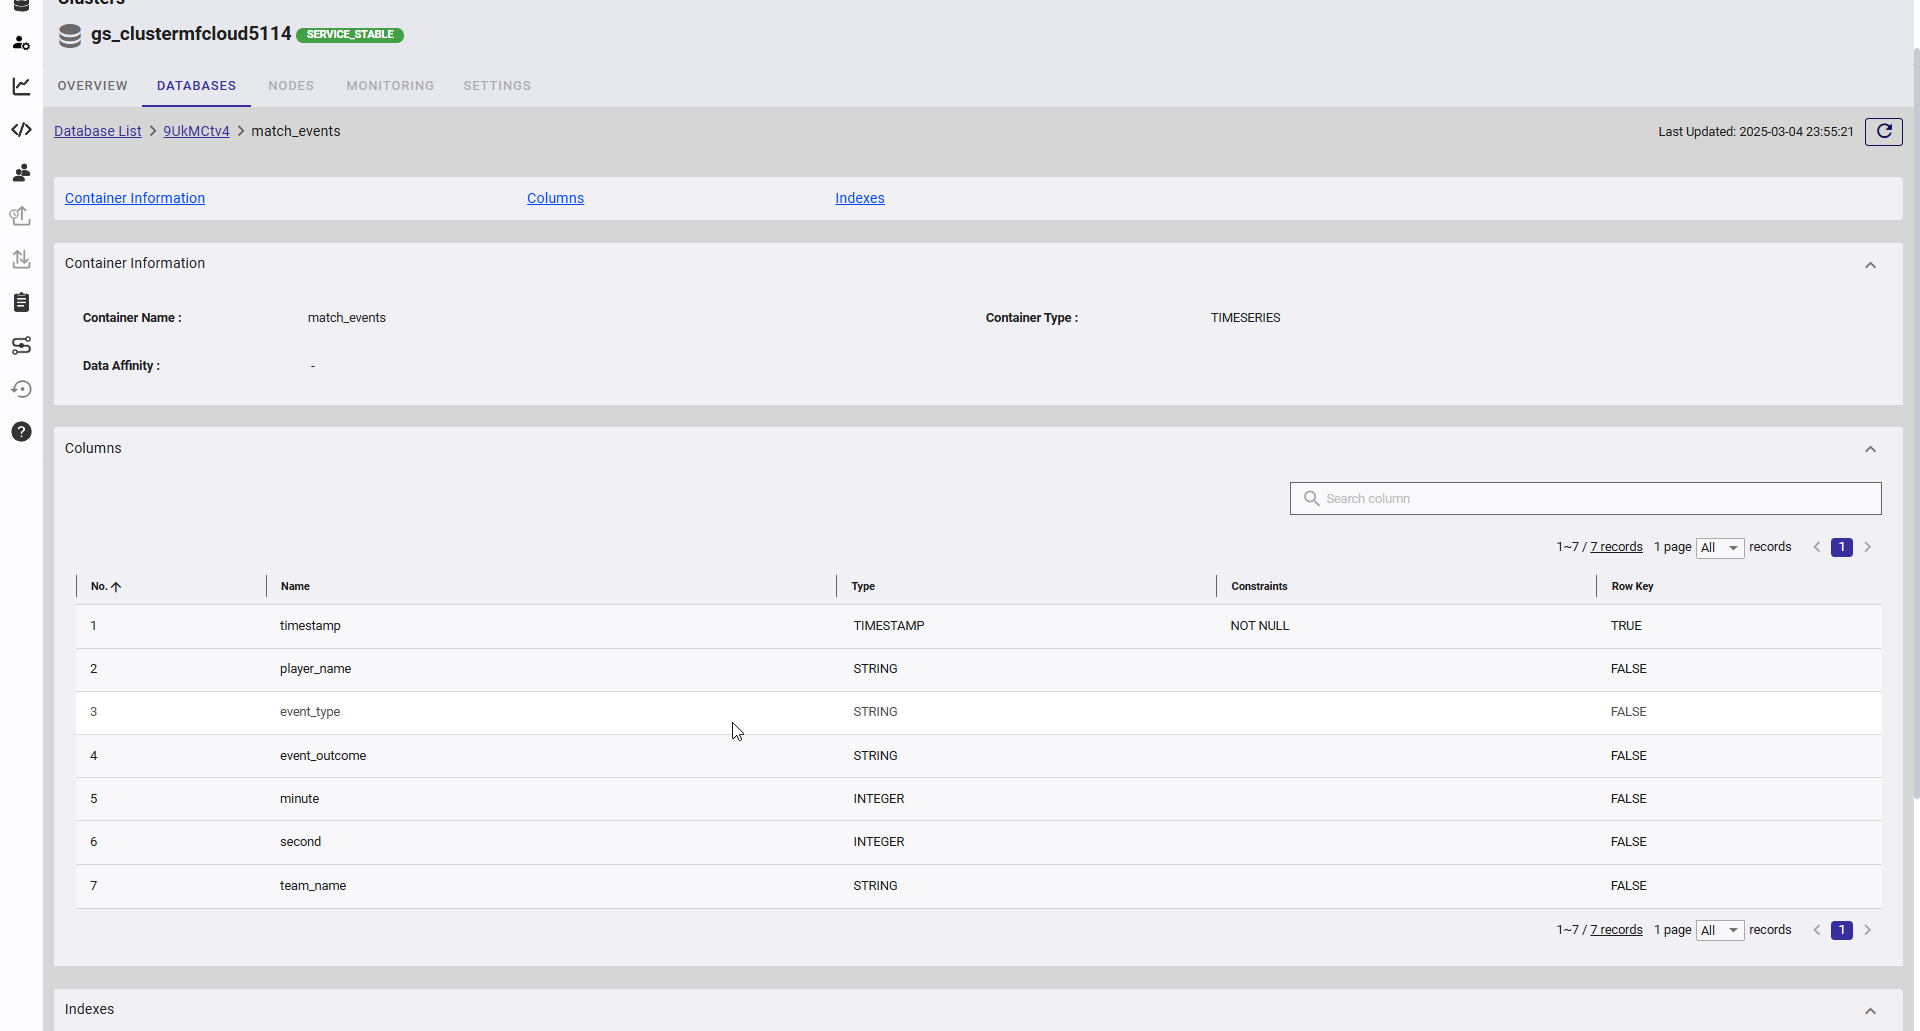 Clusters
gs_clustermfcloud5114 SERVICE_STABLE
OVERVIEW DATABASES NODES MONITORING SETTINGS
Database List > 9UkMCtv4 > match_events Last Updated: 2025-03-04 23:55:21
Container Information Columns Indexes
Container Information
Container Name : match_events Container Type : TIMESERIES
Data Affinity : -
Columns
Search column
1~7 / 7 records 1 page All records 1
No. Name Type Constraints Row Key
1 timestamp TIMESTAMP NOT NULL TRUE
2 player_name STRING FALSE
3 event_type STRING FALSE
4 event_outcome STRING FALSE
5 minute INTEGER FALSE
6 second INTEGER FALSE
7 team_name STRING FALSE
1~7 / 7 records 1 page All records 1
Indexes